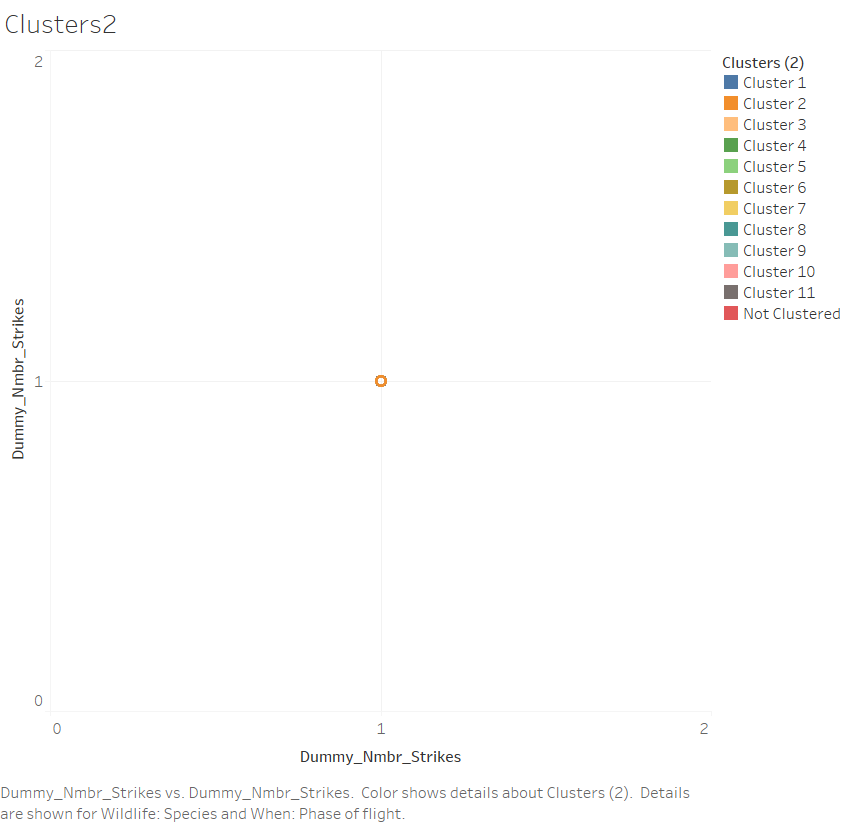 Clusters2
2
1
0
Dummy_Nmbr_Strikes
0
1
2
Dummy_Nmbr_Strikes
Clusters (2)
Cluster 1
Cluster 2
Cluster 3
Cluster 4
Cluster 5
Cluster 6
Cluster 7
Cluster 8
Cluster 9
Cluster 10
Cluster 11
Not Clustered
Dummy_Nmbr_Strikes vs. Dummy_Nmbr_Strikes. Color shows details about Clusters (2). Details
are shown for Wildlife: Species and When: Phase of flight.